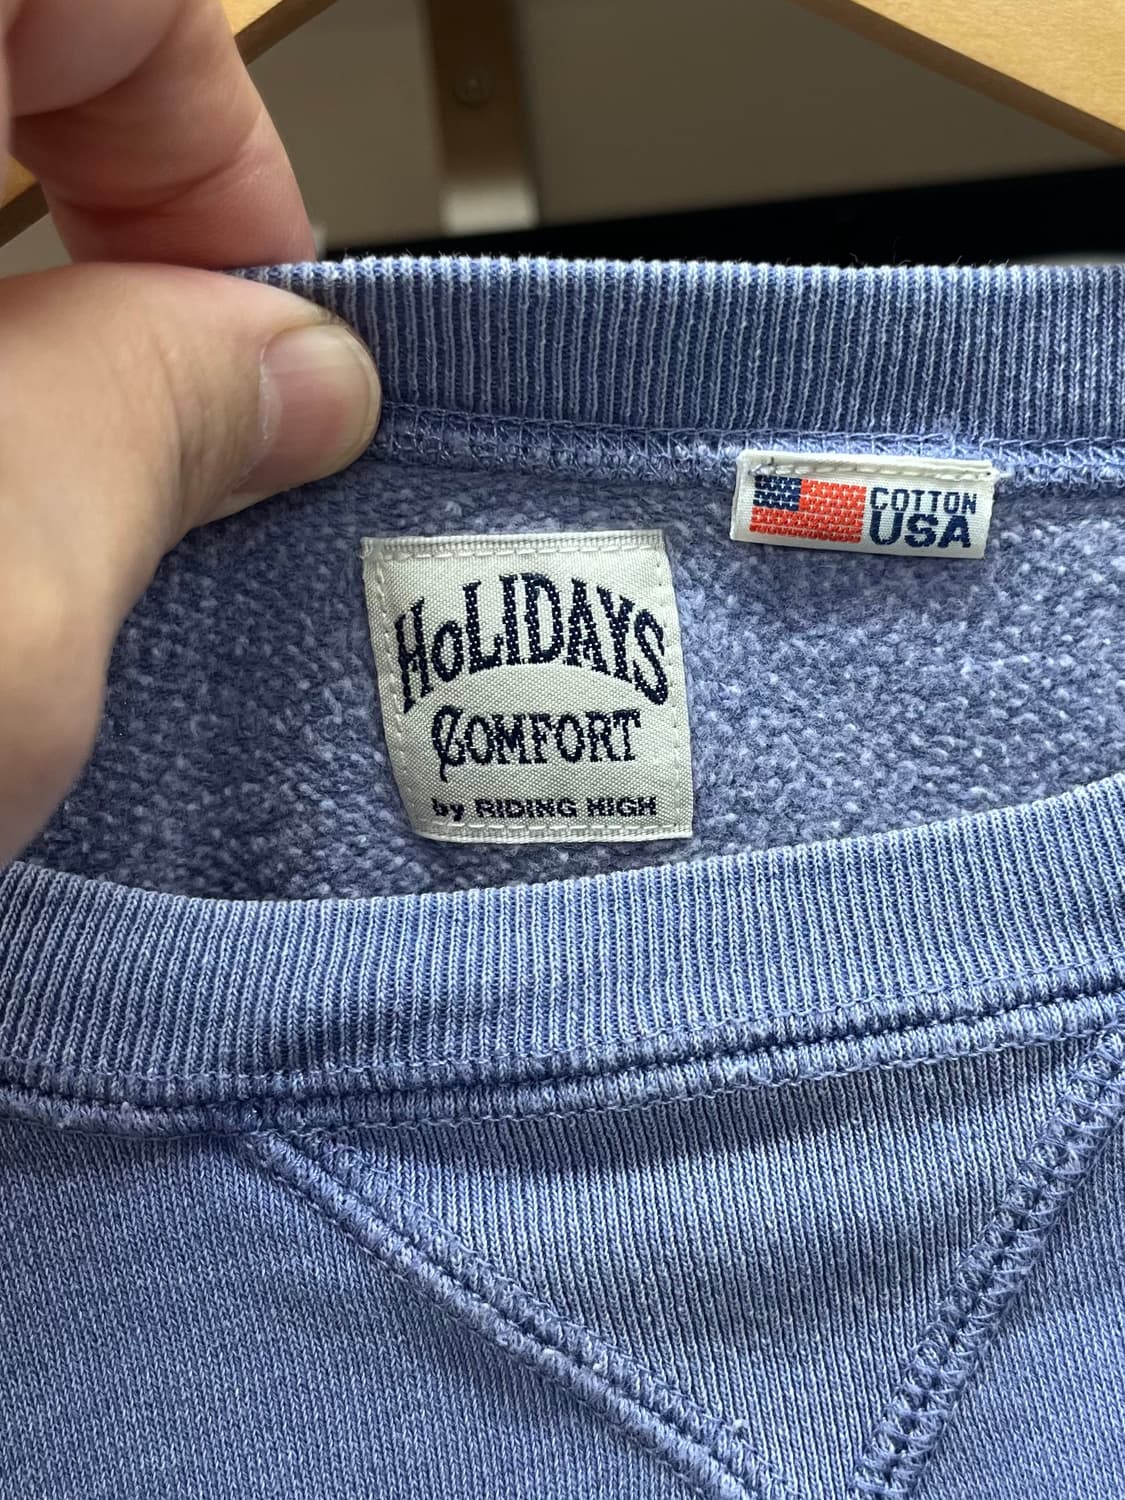 COTTON
USA
HOLIDAYS
COMFORT
by RIDING HIGH